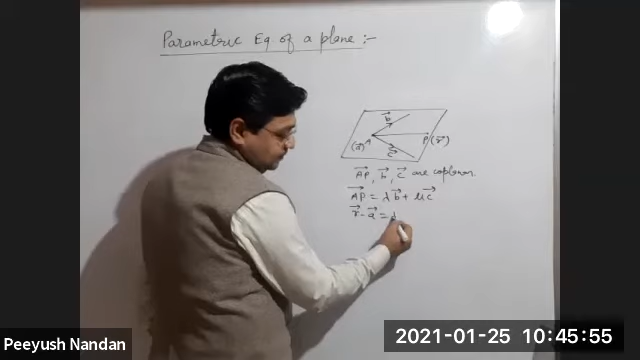 Parametric Eq. of a plane :-
b⃗
(a⃗)
P(r⃗)
c⃗
AP⃗, b⃗, c⃗ are coplanar.
AP⃗ = λb⃗ + μc⃗
r⃗ - a⃗ = λ
Peeyush Nandan
2021-01-25 10:45:55